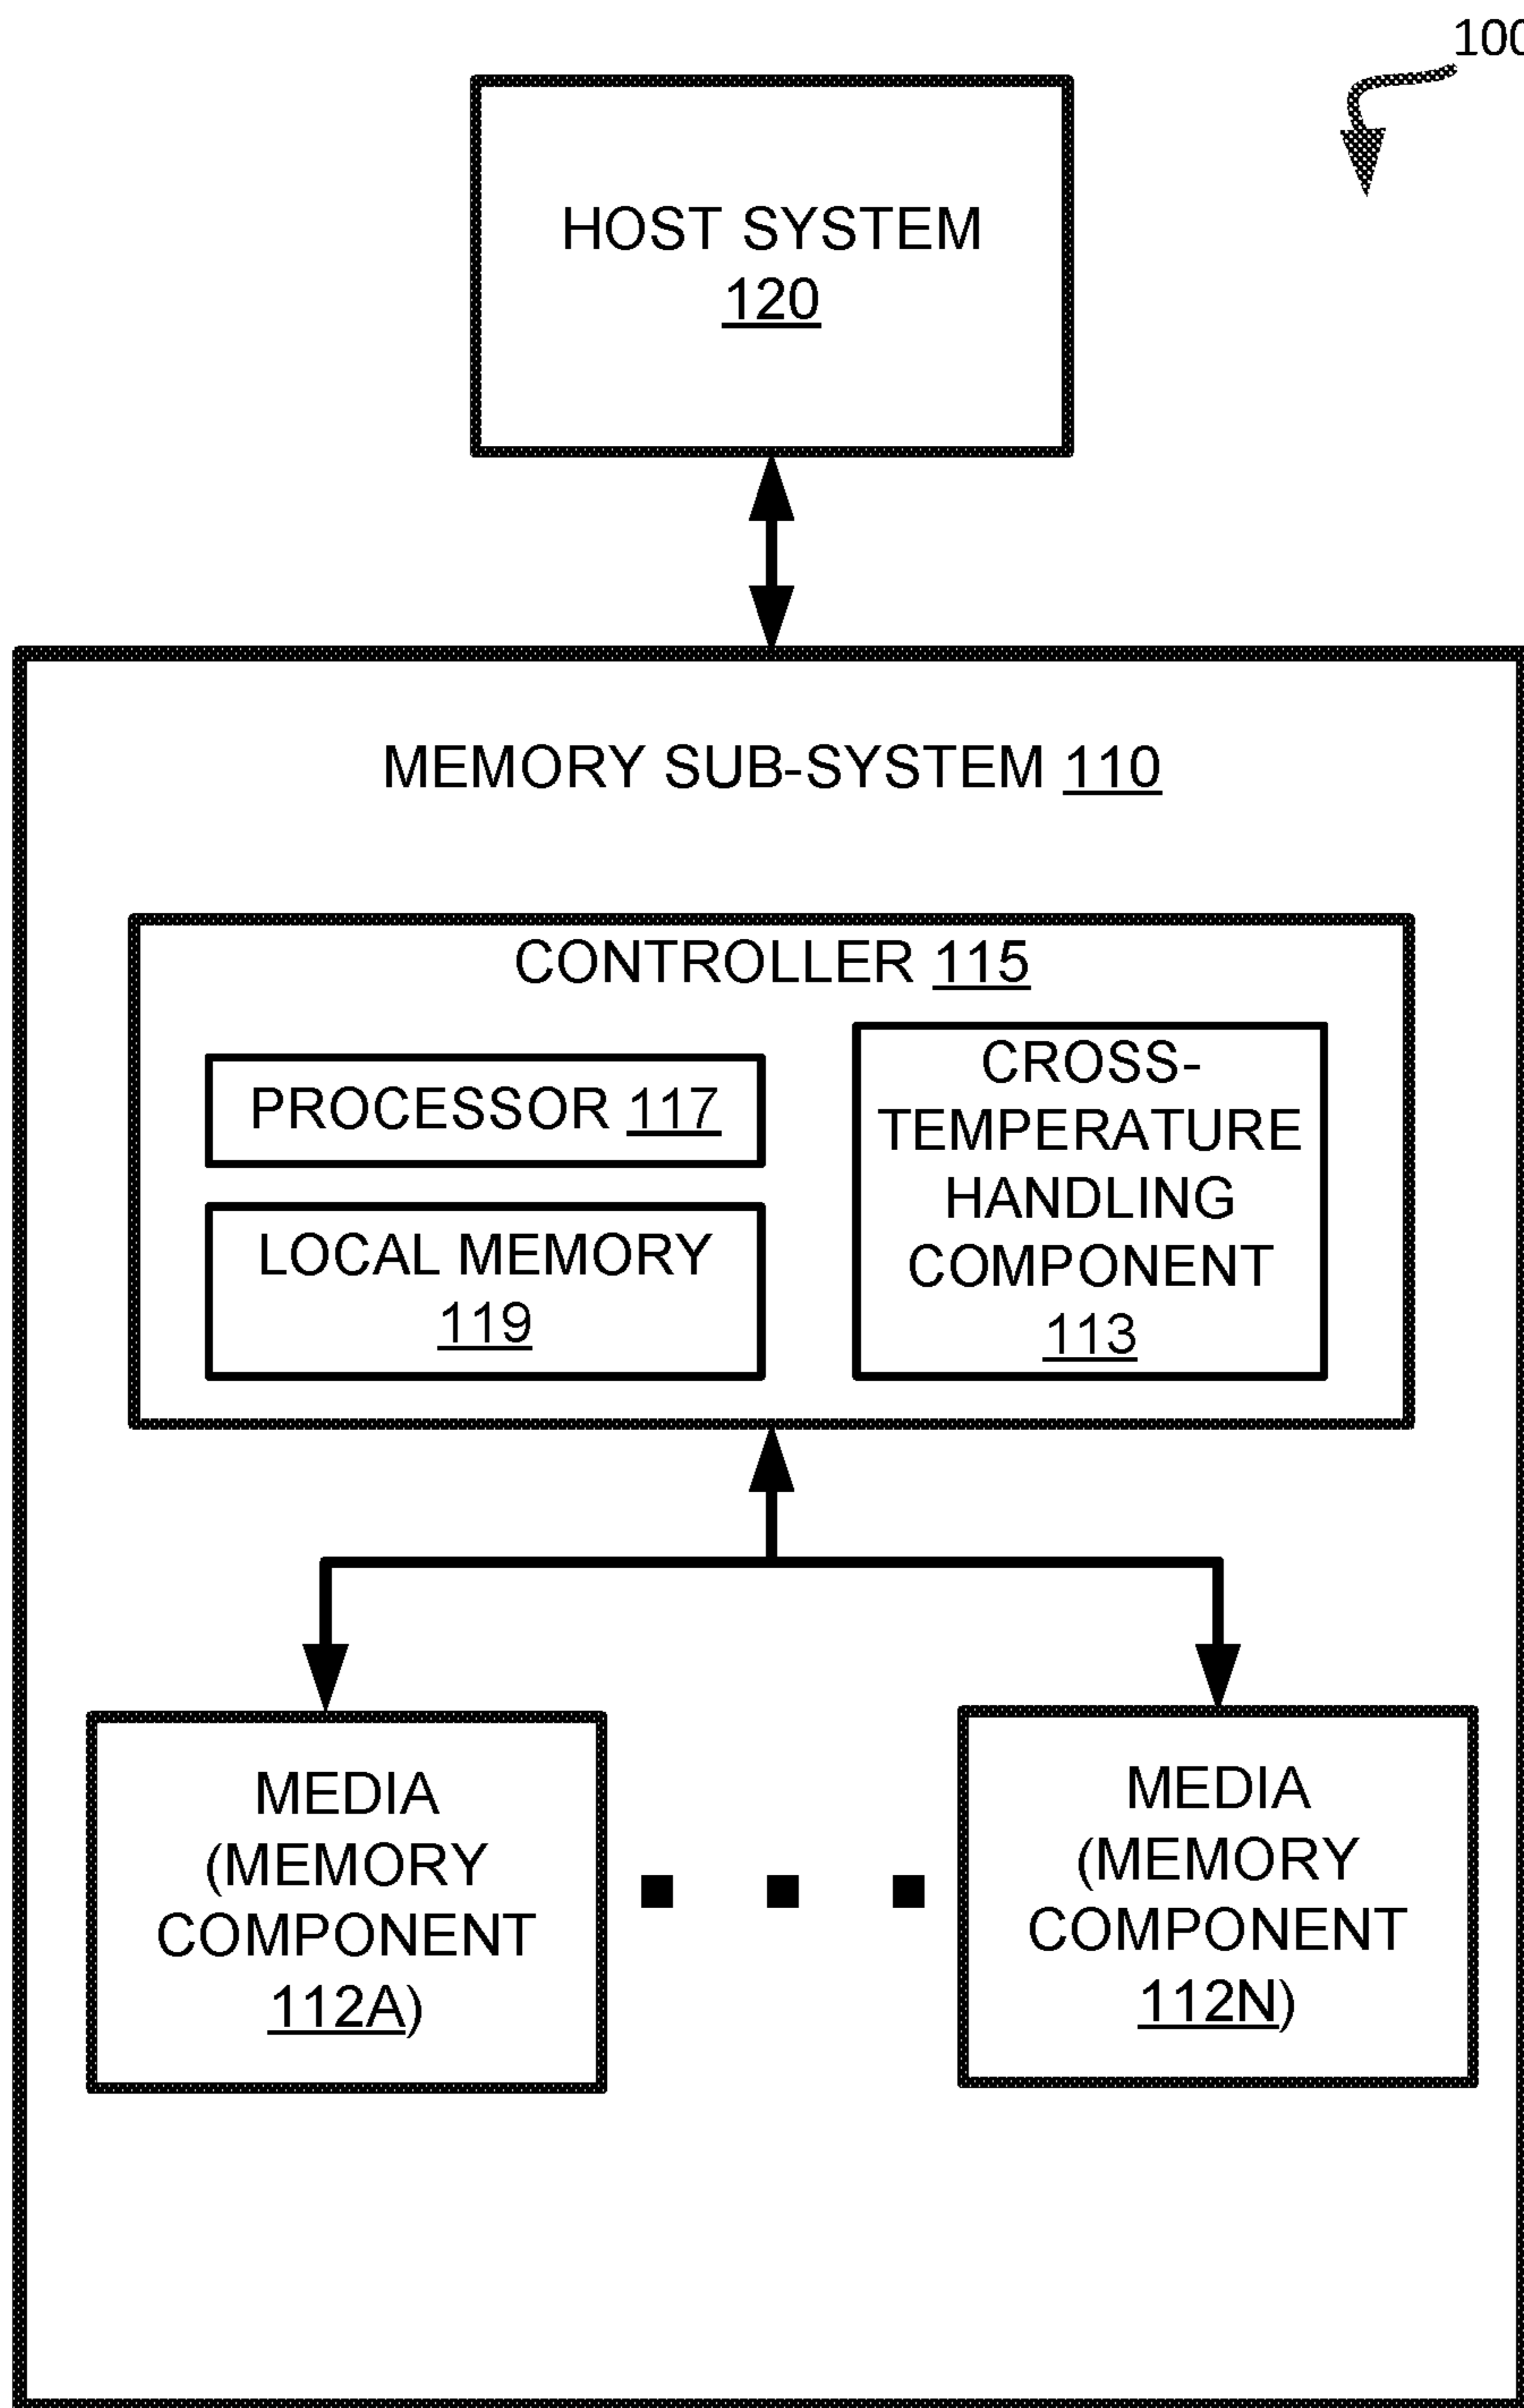 100
HOST SYSTEM
120
MEMORY SUB-SYSTEM 110
CONTROLLER 115
PROCESSOR 117
LOCAL MEMORY
119
CROSS-
TEMPERATURE
HANDLING
COMPONENT
113
MEDIA
(MEMORY
COMPONENT
112A)
MEDIA
(MEMORY
COMPONENT
112N)